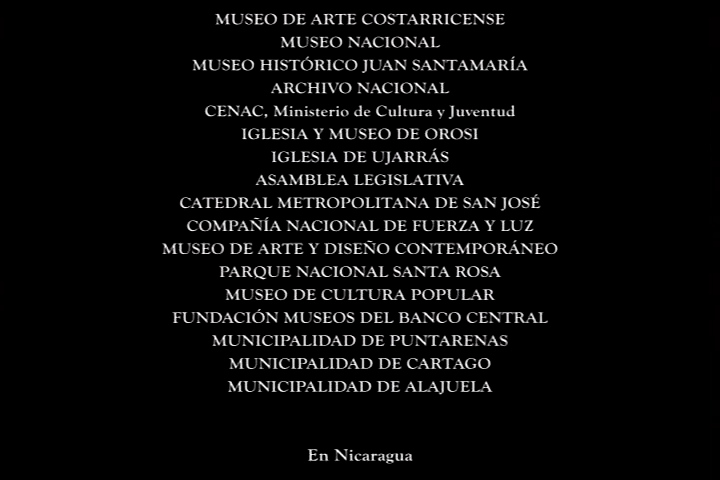 MUSEO DE ARTE COSTARRICENSE
MUSEO NACIONAL
MUSEO HISTÓRICO JUAN SANTAMARÍA
ARCHIVO NACIONAL
CENAC, Ministerio de Cultura y Juventud
IGLESIA Y MUSEO DE OROSI
IGLESIA DE UJARRÁS
ASAMBLEA LEGISLATIVA
CATEDRAL METROPOLITANA DE SAN JOSÉ
COMPAÑÍA NACIONAL DE FUERZA Y LUZ
MUSEO DE ARTE Y DISEÑO CONTEMPORÁNEO
PARQUE NACIONAL SANTA ROSA
MUSEO DE CULTURA POPULAR
FUNDACIÓN MUSEOS DEL BANCO CENTRAL
MUNICIPALIDAD DE PUNTARENAS
MUNICIPALIDAD DE CARTAGO
MUNICIPALIDAD DE ALAJUELA
En Nicaragua